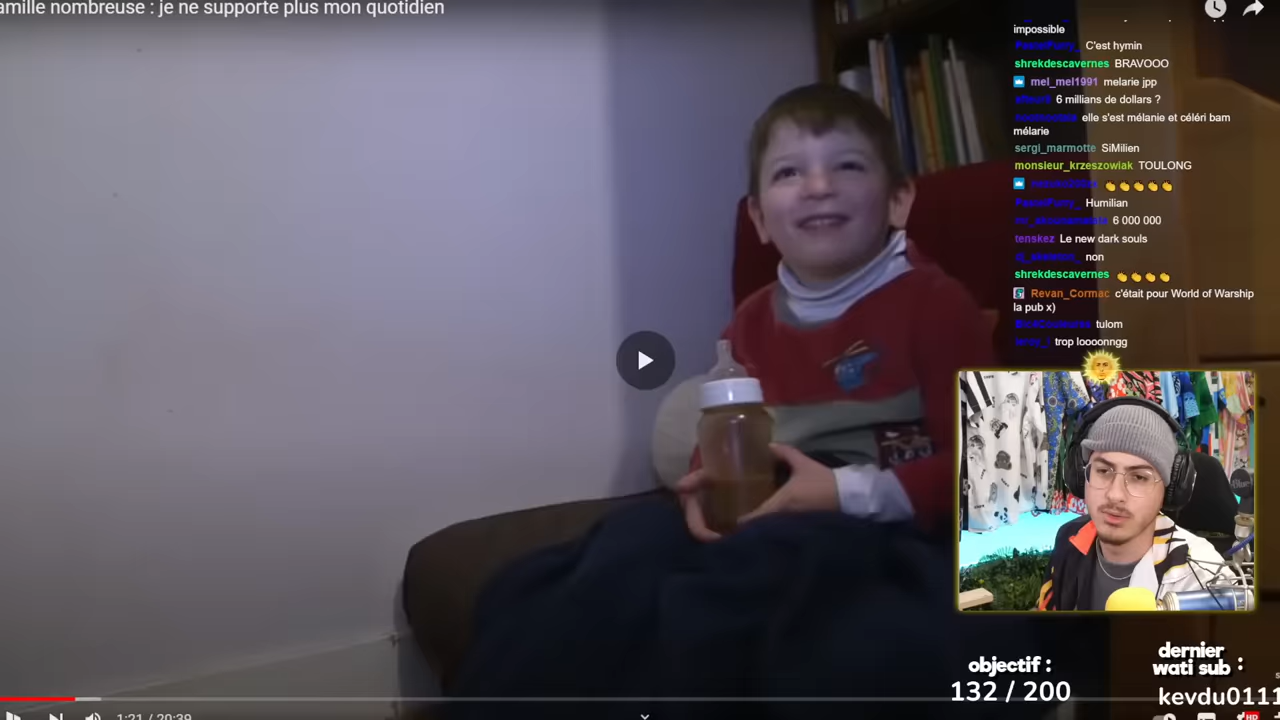 amille nombreuse : je ne supporte plus mon quotidien
impossible
C'est hymin
shrekdescavernes BRAVOOO
mel_mel1991 melarie jpp
6 millians de dollars ?
elle s'est mélanie et céléri bam
mélarie
sergi_marmotte SiMilien
monsieur_krzeszowiak TOULONG
Humilian
6 000 000
tenskez Le new dark souls
non
shrekdescavernes
Revan_Cormac c'était pour World of Warship
la pub x)
tulom
trop loooonngg
objectif :
132 / 200
dernier
wati sub :
kevdu0111
1:21 / 20:39
HD